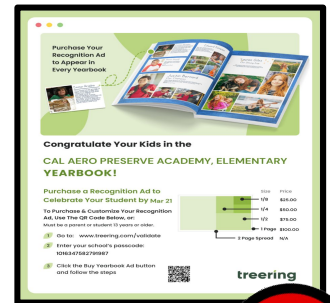 Purchase Your
Recognition Ad
to Appear in
Every Yearbook
Congratulate Your Kids in the
CAL AERO PRESERVE ACADEMY, ELEMENTARY
YEARBOOK!
Purchase a Recognition Ad to
Celebrate Your Student by Mar 21
To Purchase & Customize Your Recognition
Ad, Use The QR Code Below, or:
Must be a parent or student 13 years or older.
1 Go to: www.treering.com/validate
2 Enter your school's passcode:
1016347582791987
3 Click the Buy Yearbook Ad button
and follow the steps
Size Price
1/8 $25.00
1/4 $50.00
1/2 $75.00
1 Page $100.00
2 Page Spread N/A
treering